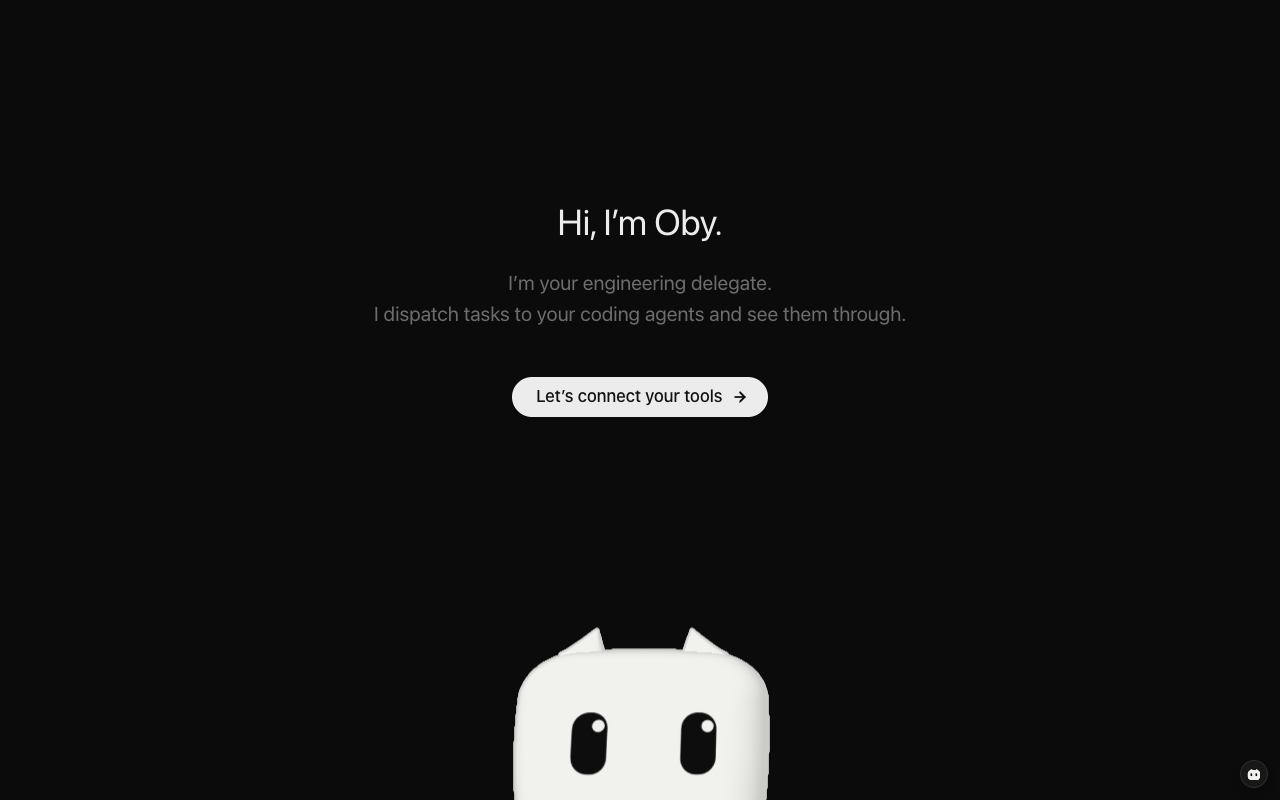 Hi, I’m Oby.
I’m your engineering delegate.
I dispatch tasks to your coding agents and see them through.
Let’s connect your tools →